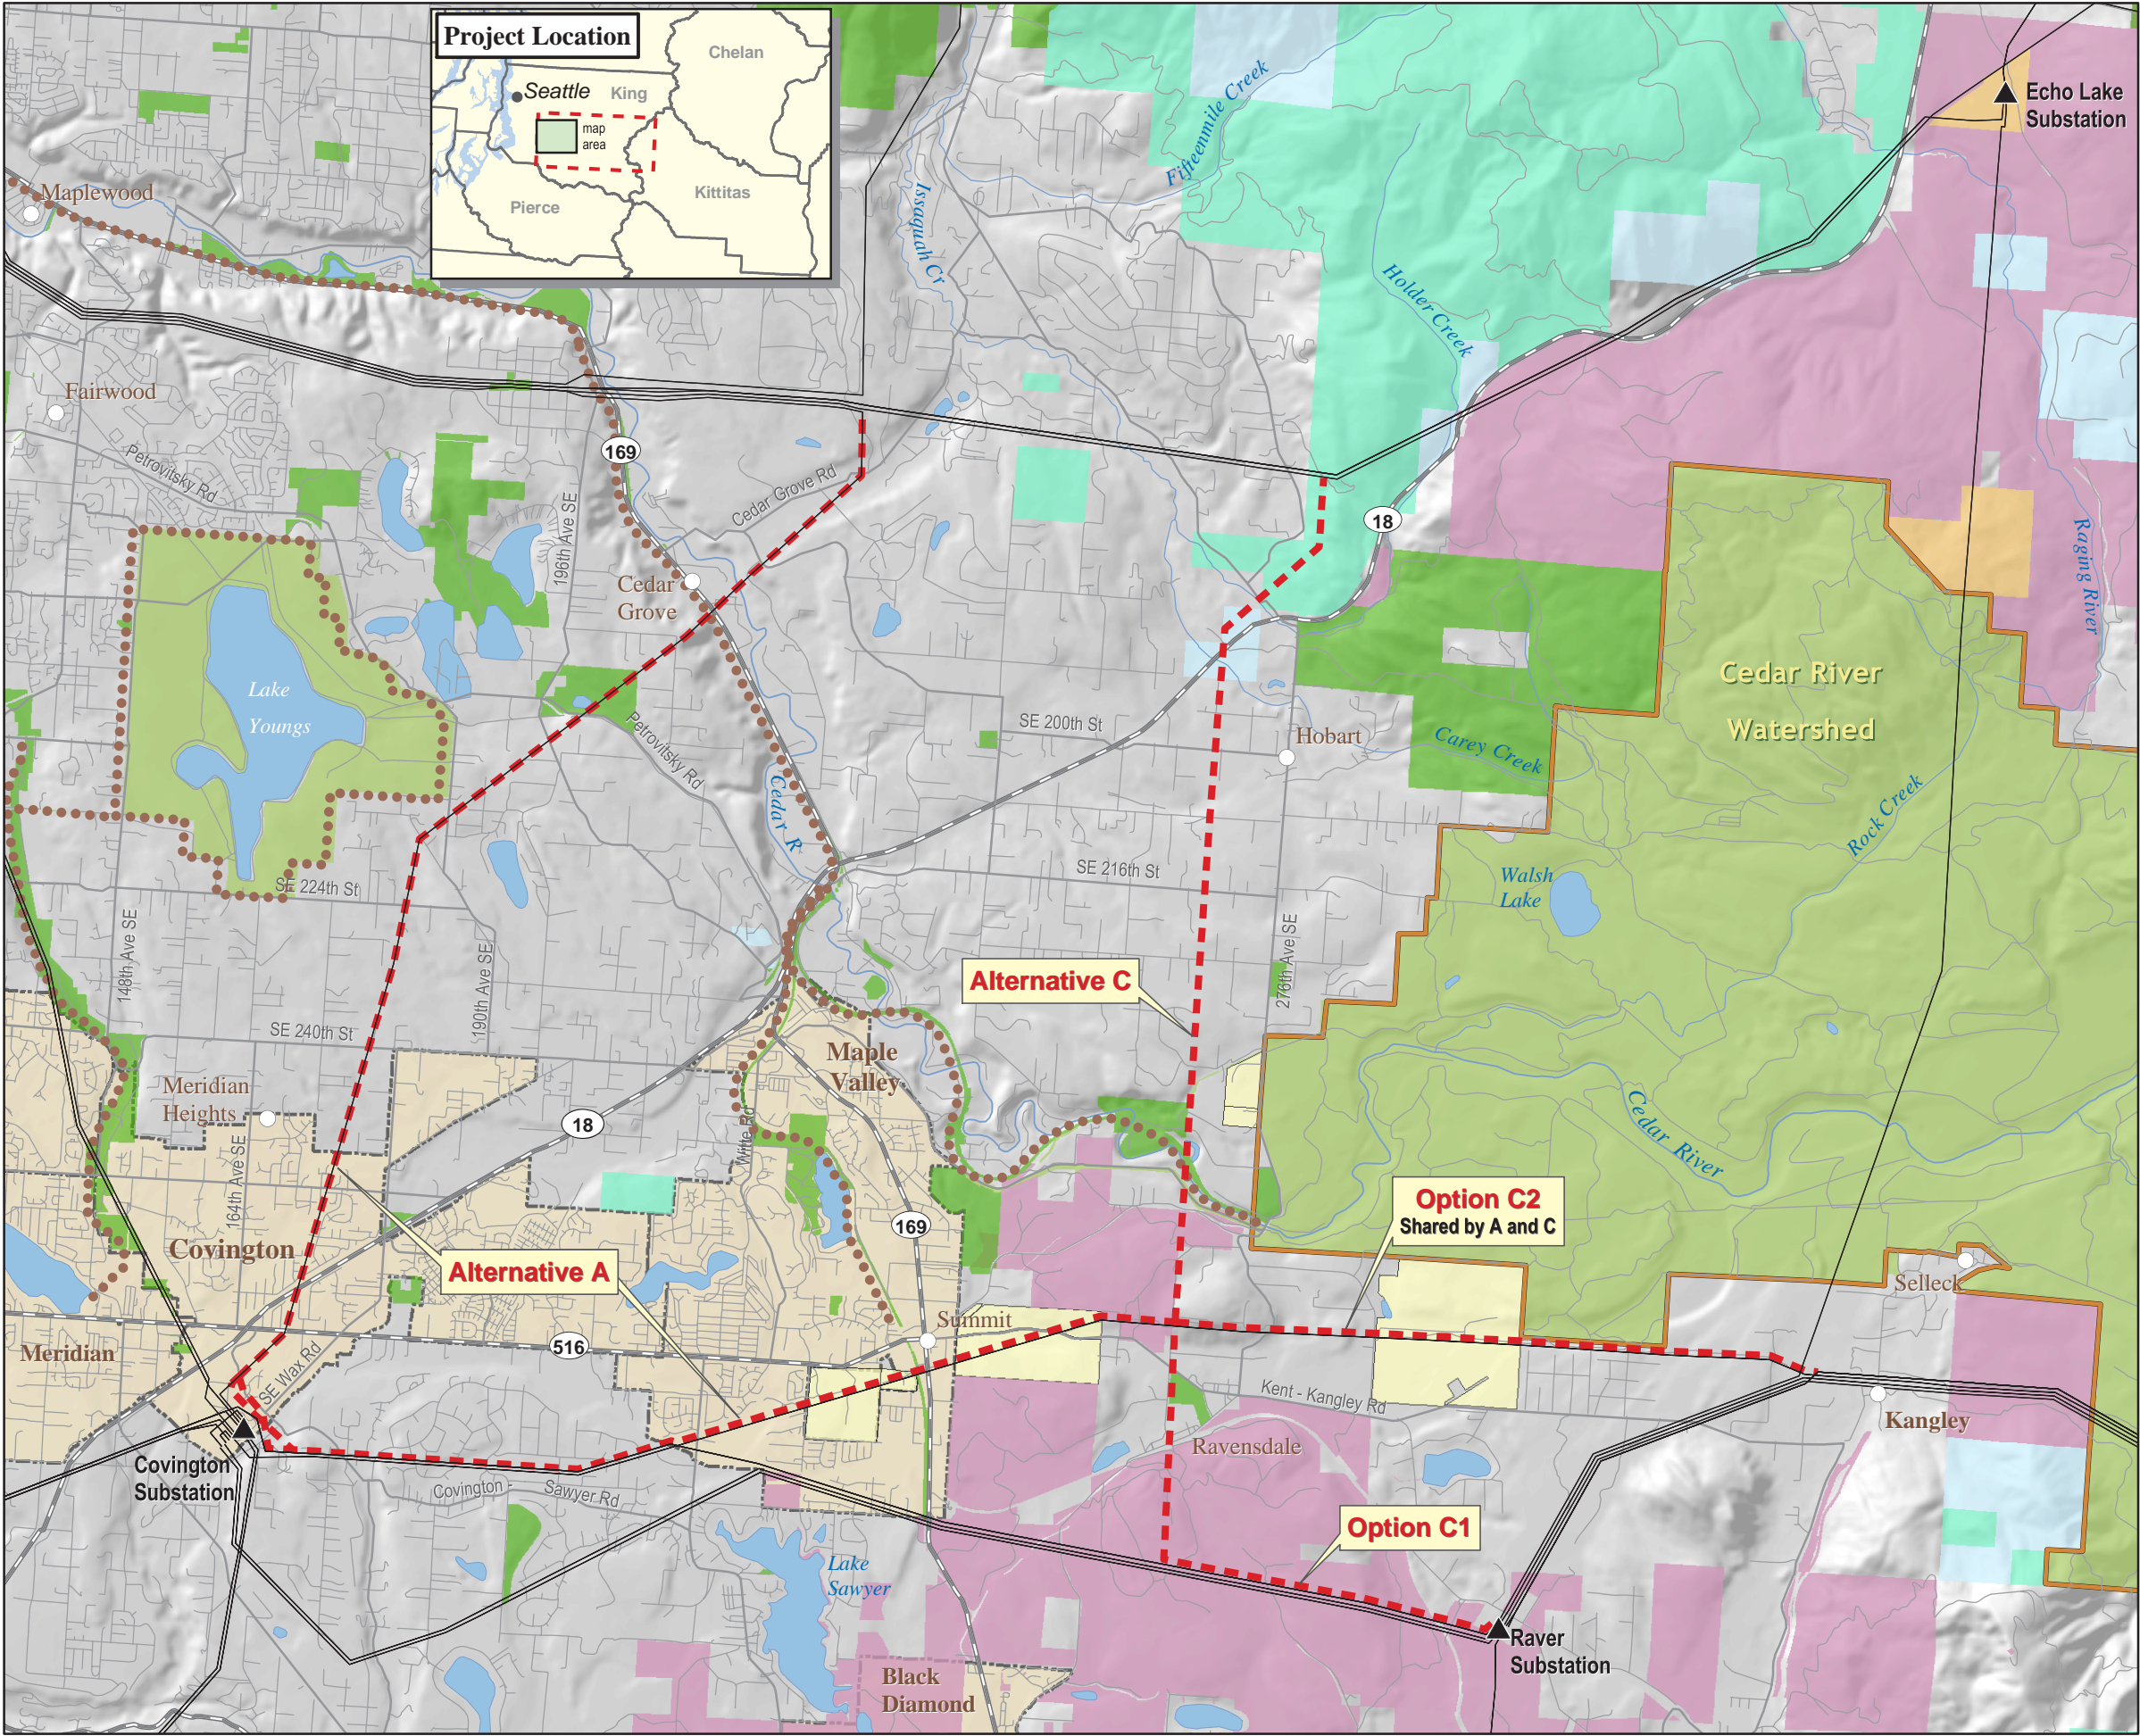 Project Location
Chelan
Seattle
King
map
area
Kittitas
Pierce
Echo Lake
Substation
Fifteenmile Creek
Issaquah Cr
Maplewood
Holder Creek
Fairwood
169
Petrovitsky Rd
Cedar Grove Rd
196th Ave SE
18
Raging River
Cedar
Grove
Cedar River
Watershed
Lake
Youngs
Petrovitsky Rd
SE 200th St
Hobart
Carey Creek
Cedar R
Rock Creek
SE 216th St
Walsh
Lake
SE 224th St
148th Ave SE
190th Ave SE
276th Ave SE
Alternative C
SE 240th St
Maple
Valley
Meridian
Heights
18
Witte Rd
Cedar River
164th Ave SE
Option C2
Shared by A and C
169
Covington
Alternative A
Selleck
Summit
516
Meridian
SE Wax Rd
Kent - Kangley Rd
Kangley
Ravensdale
Covington
Substation
Covington -
Sawyer Rd
Option C1
Lake
Sawyer
Raver
Substation
Black
Diamond